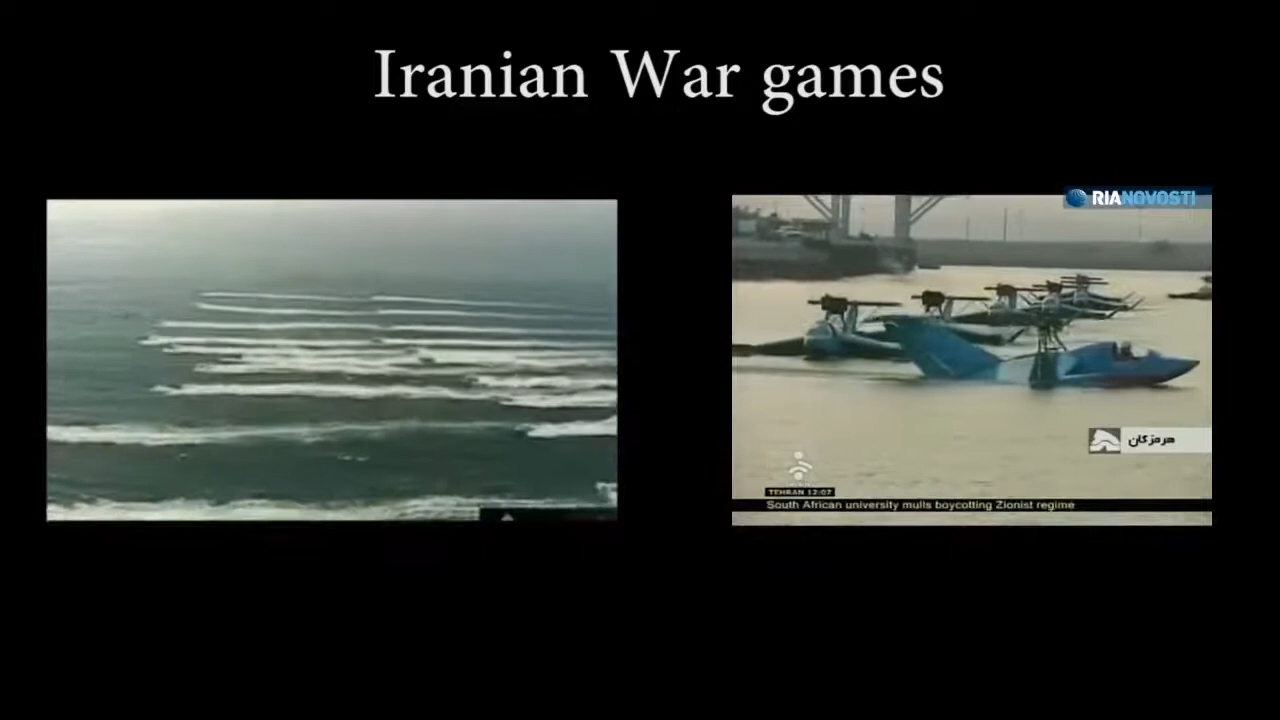 Iranian War games
RIANOVOSTI
هرمزگان
TEHRAN 12:07
South African university mulls boycotting Zionist regime